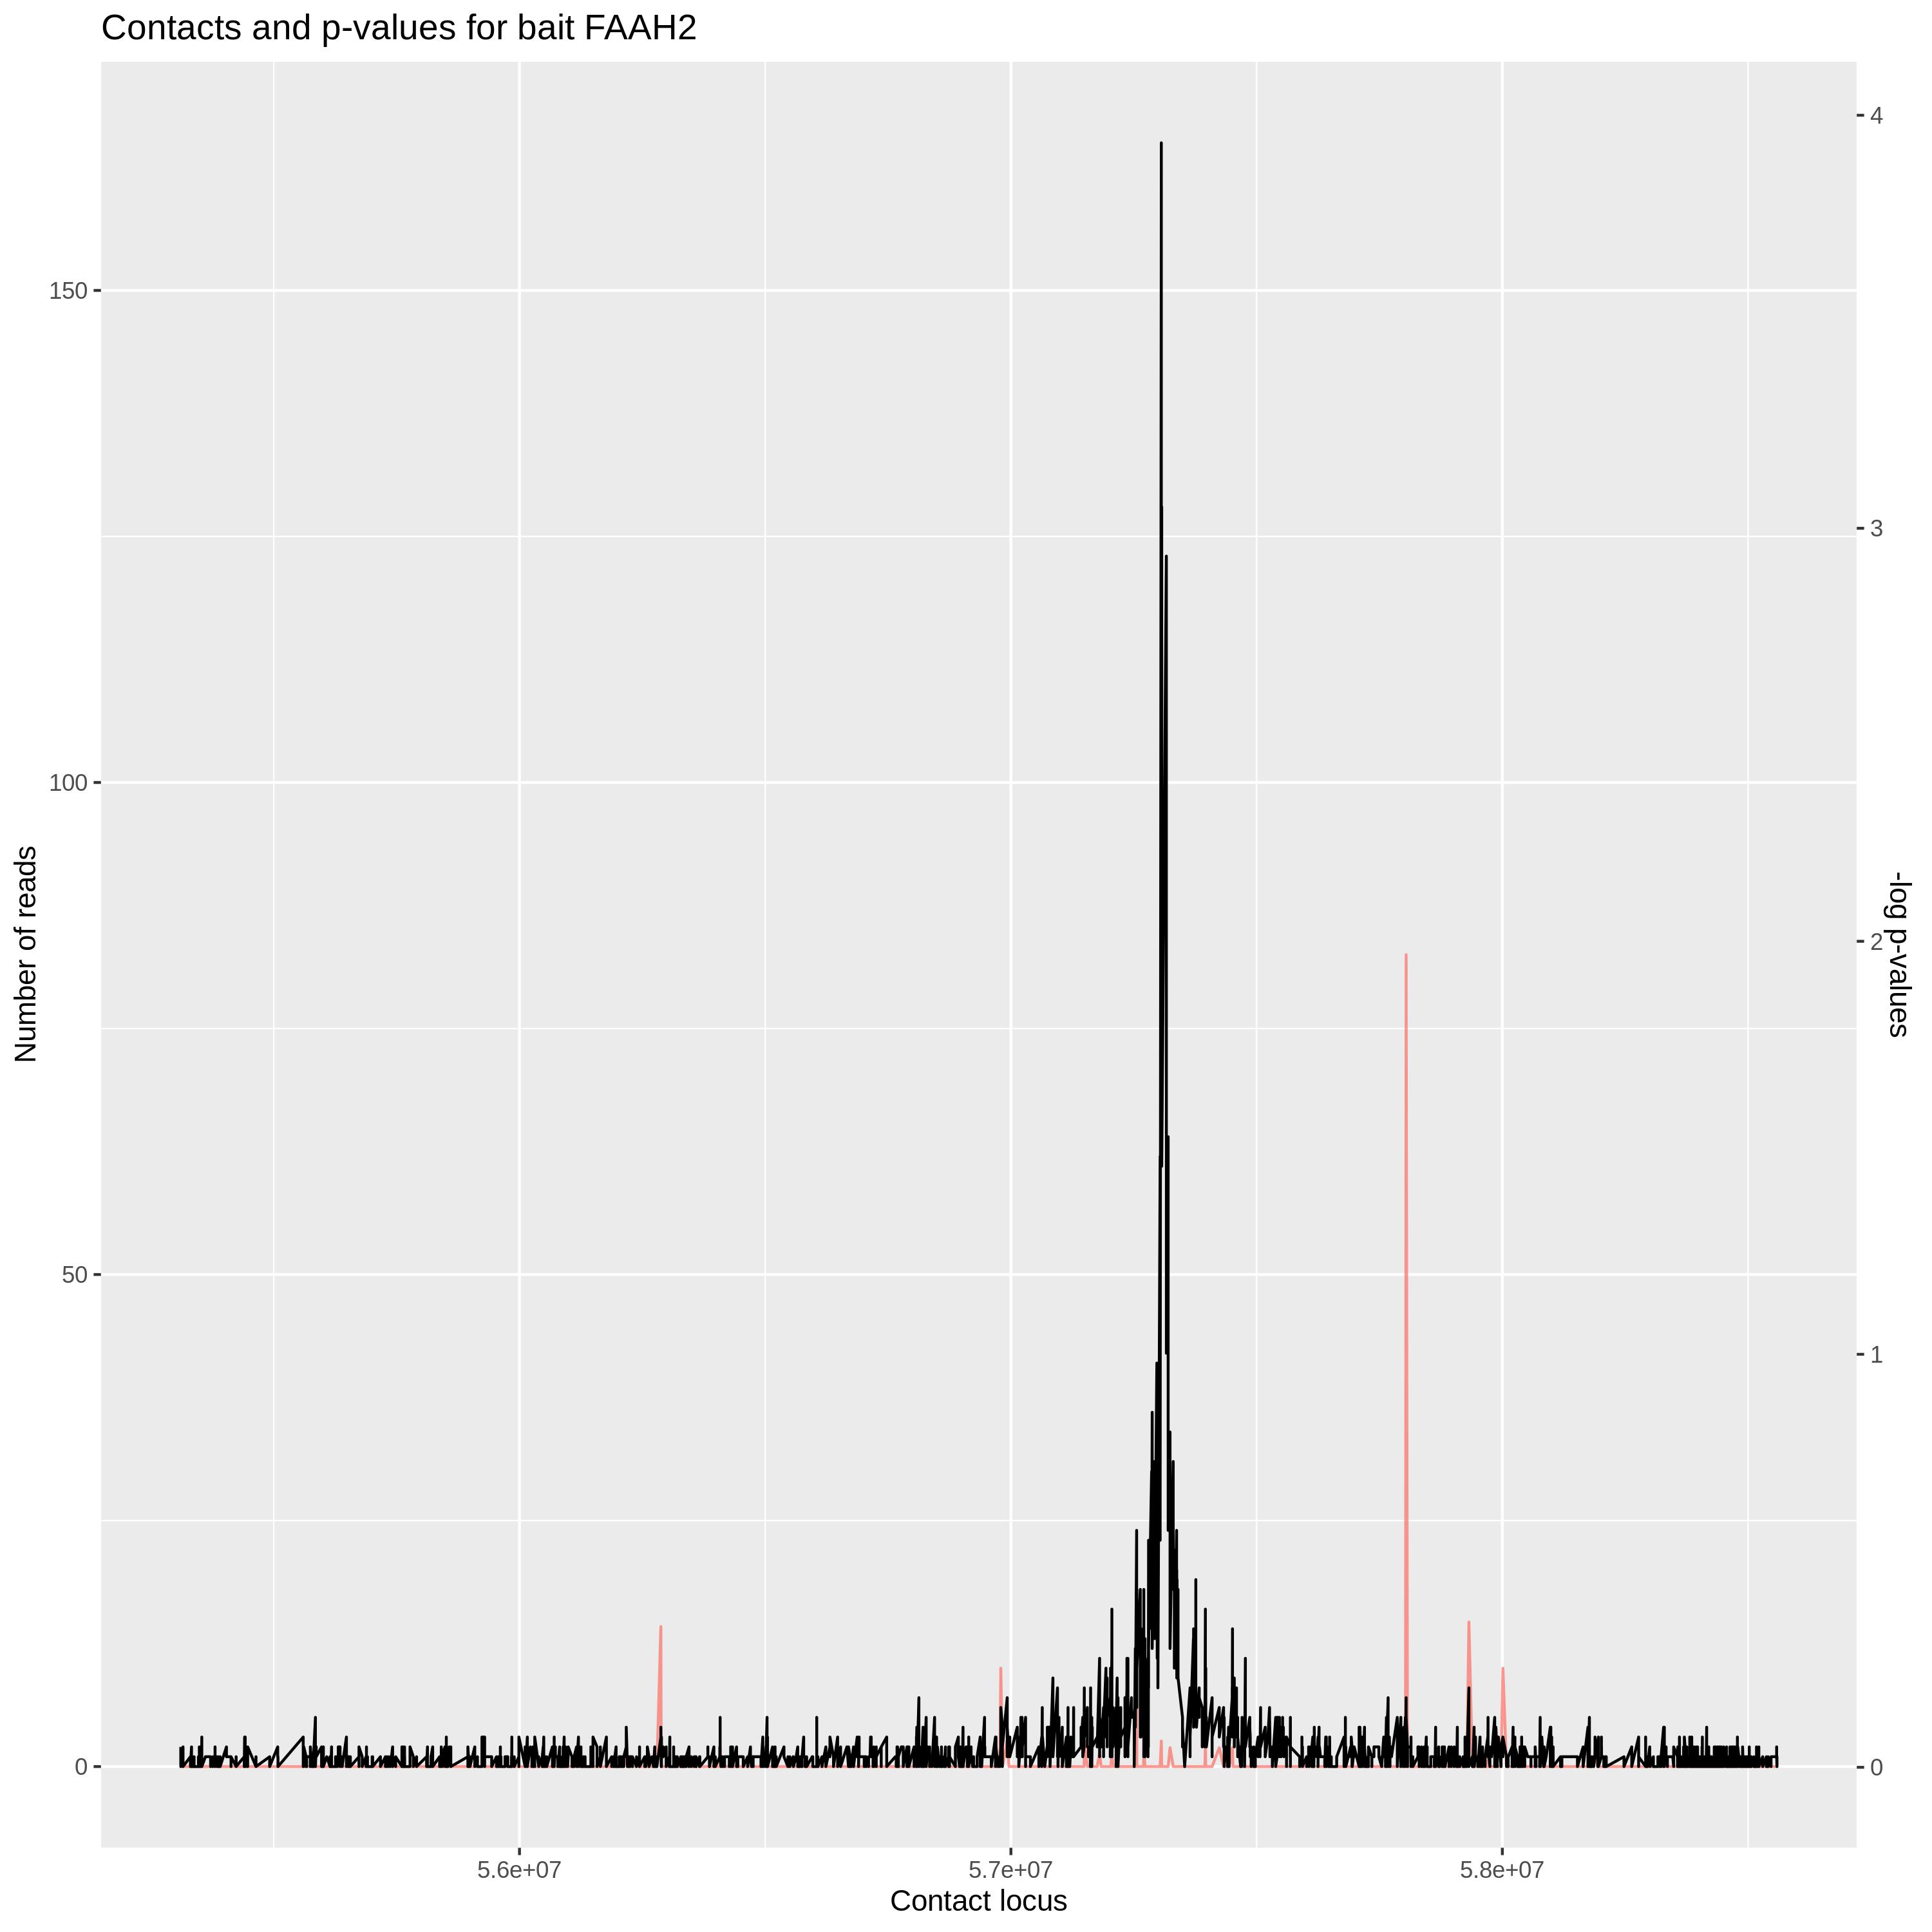 Contacts and p-values for bait FAAH2
Number of reads
150
100
50
0
4
3
2
1
0
-log p-values
5.6e+07
5.7e+07
5.8e+07
Contact locus